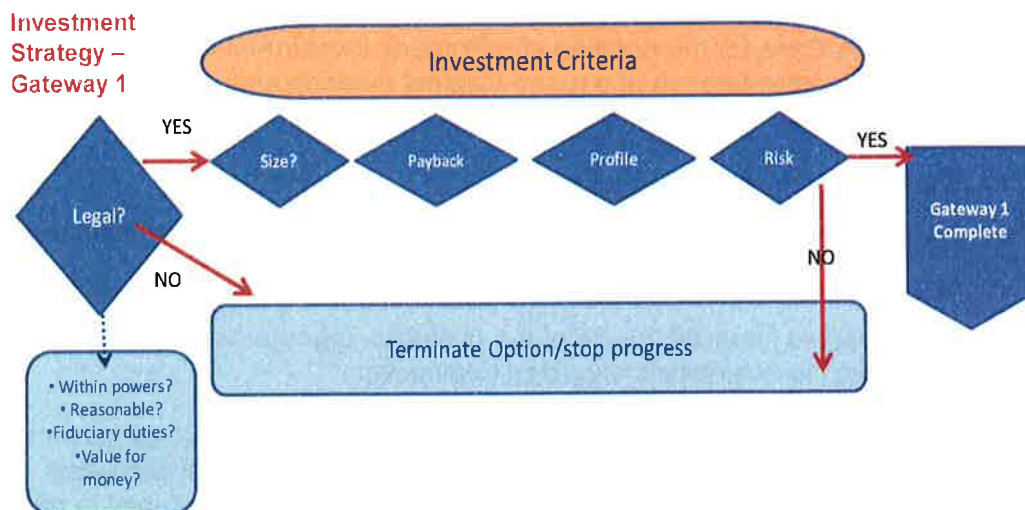 Investment
Strategy –
Gateway 1
Investment Criteria
YES
Size?
Payback
Profile
Risk
YES
Legal?
Gateway 1
Complete
NO
NO
Terminate Option/stop progress
• Within powers?
• Reasonable?
•Fiduciary duties?
•Value for
money?